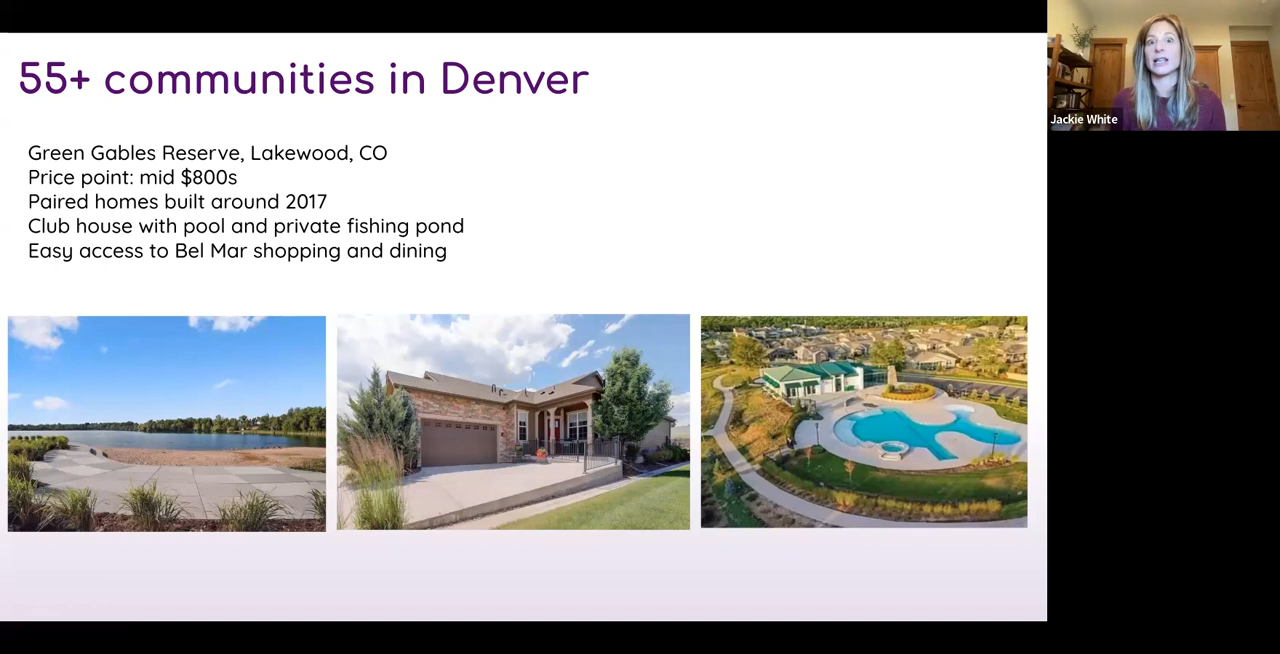 55+ communities in Denver
Green Gables Reserve, Lakewood, CO
Price point: mid $800s
Paired homes built around 2017
Club house with pool and private fishing pond
Easy access to Bel Mar shopping and dining
Jackie White